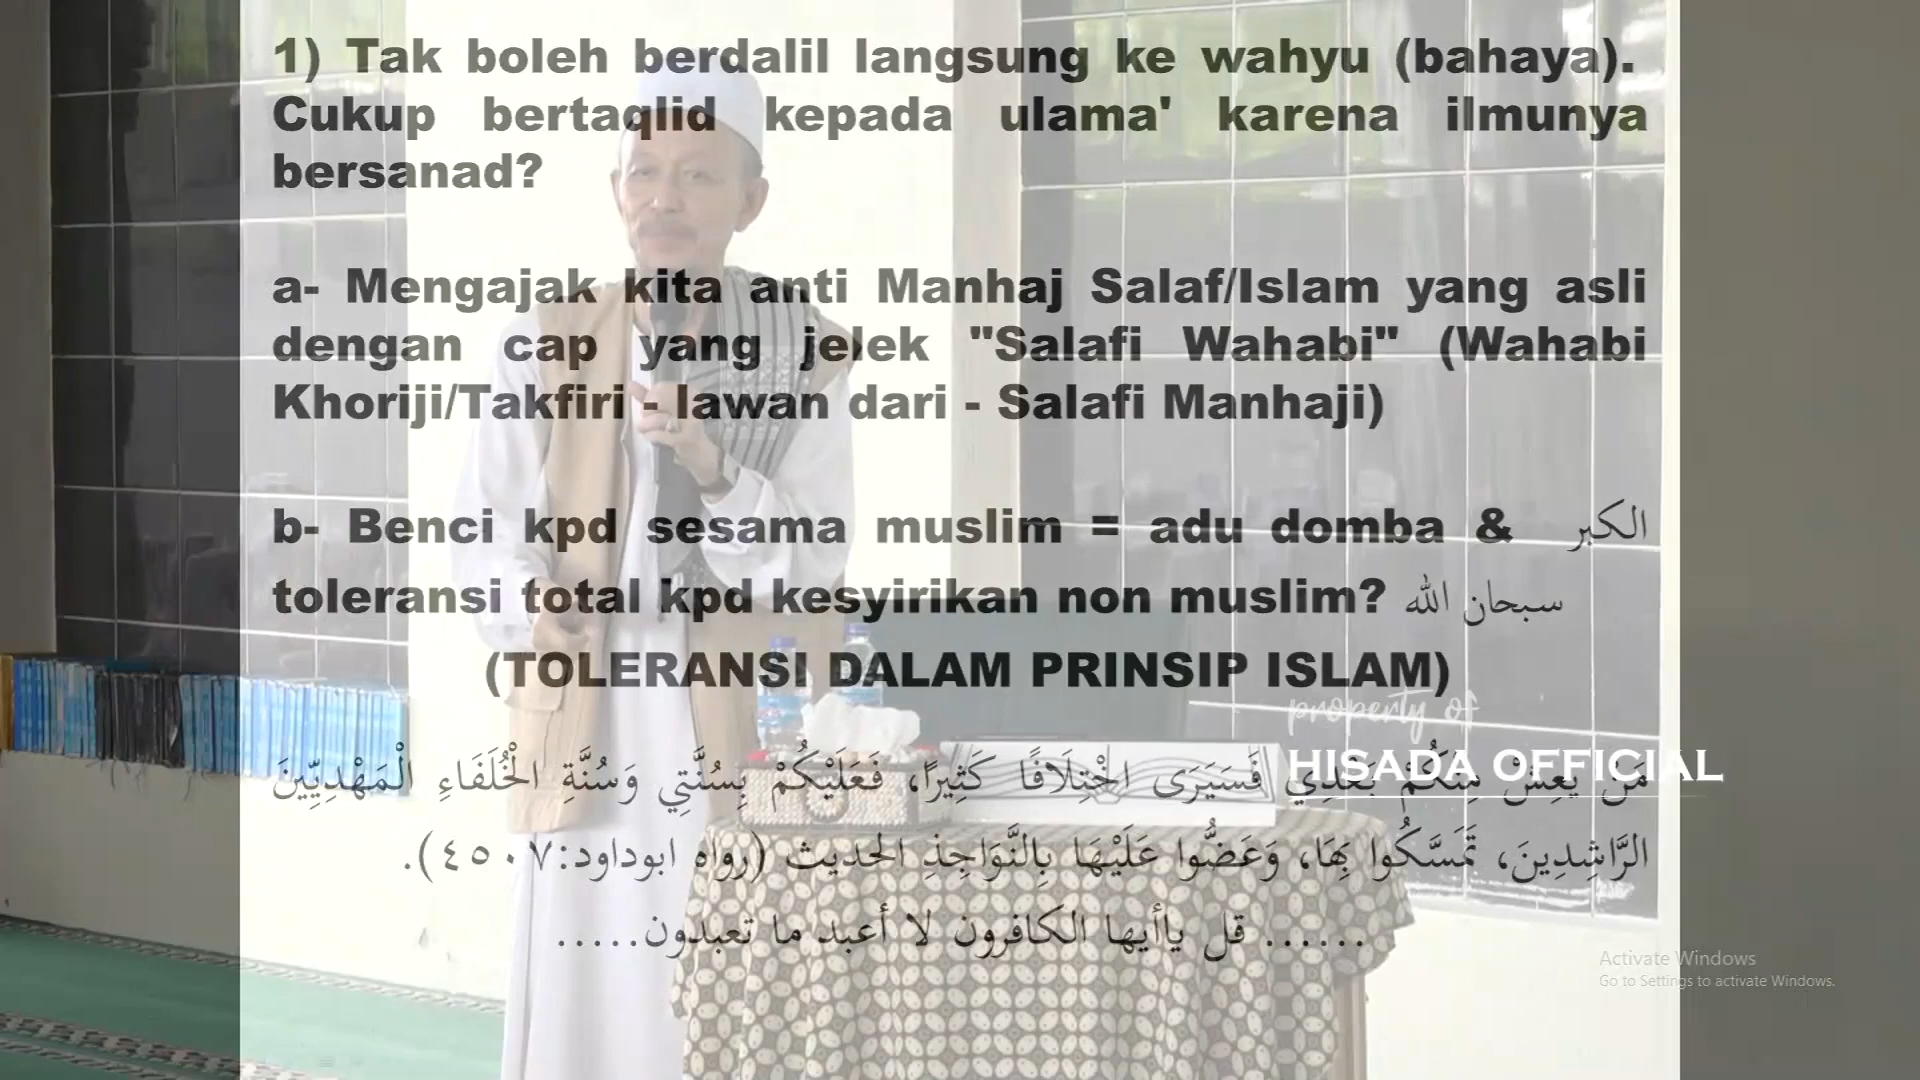 1) Tak boleh berdalil langsung ke wahyu (bahaya).
Cukup bertaqlid kepada ulama' karena ilmunya
bersanad?
a- Mengajak kita anti Manhaj Salaf/Islam yang asli
dengan cap yang jelek "Salafi Wahabi" (Wahabi
Khoriji/Takfiri - lawan dari - Salafi Manhaji)
b- Benci kpd sesama muslim = adu domba & الكبر
toleransi total kpd kesyirikan non muslim? سبحان الله
(TOLERANSI DALAM PRINSIP ISLAM)
property of
HISADA OFFICIAL
مَنْ يَعِشْ مِنْكُمْ بَعْدِي فَسَيَرَى اخْتِلَافًا كَثِيرًا، فَعَلَيْكُمْ بِسُنَّتِي وَسُنَّةِ الْخُلَفَاءِ الْمَهْدِيِّينَ
الرَّاشِدِينَ، تَمَسَّكُوا بِهَا، وَعَضُّوا عَلَيْهَا بِالنَّوَاجِذِ الحديث (رواه ابوداود:٤٥٠٧).
...... قل ياأيها الكافرون لا أعبد ما تعبدون.....
Activate Windows
Go to Settings to activate Windows.